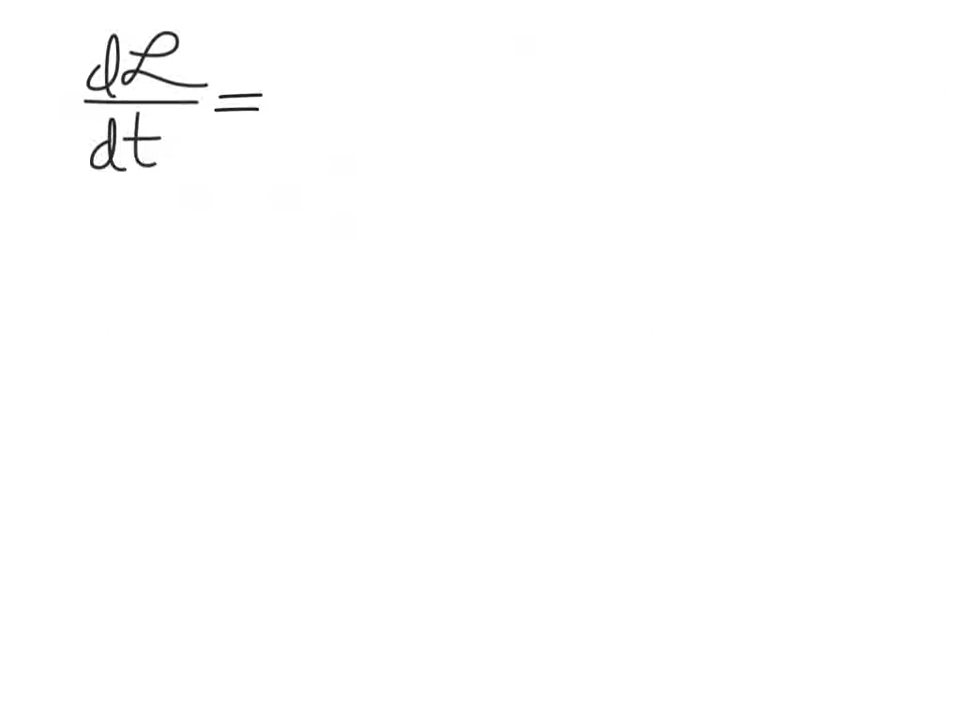 dℒ/dt =